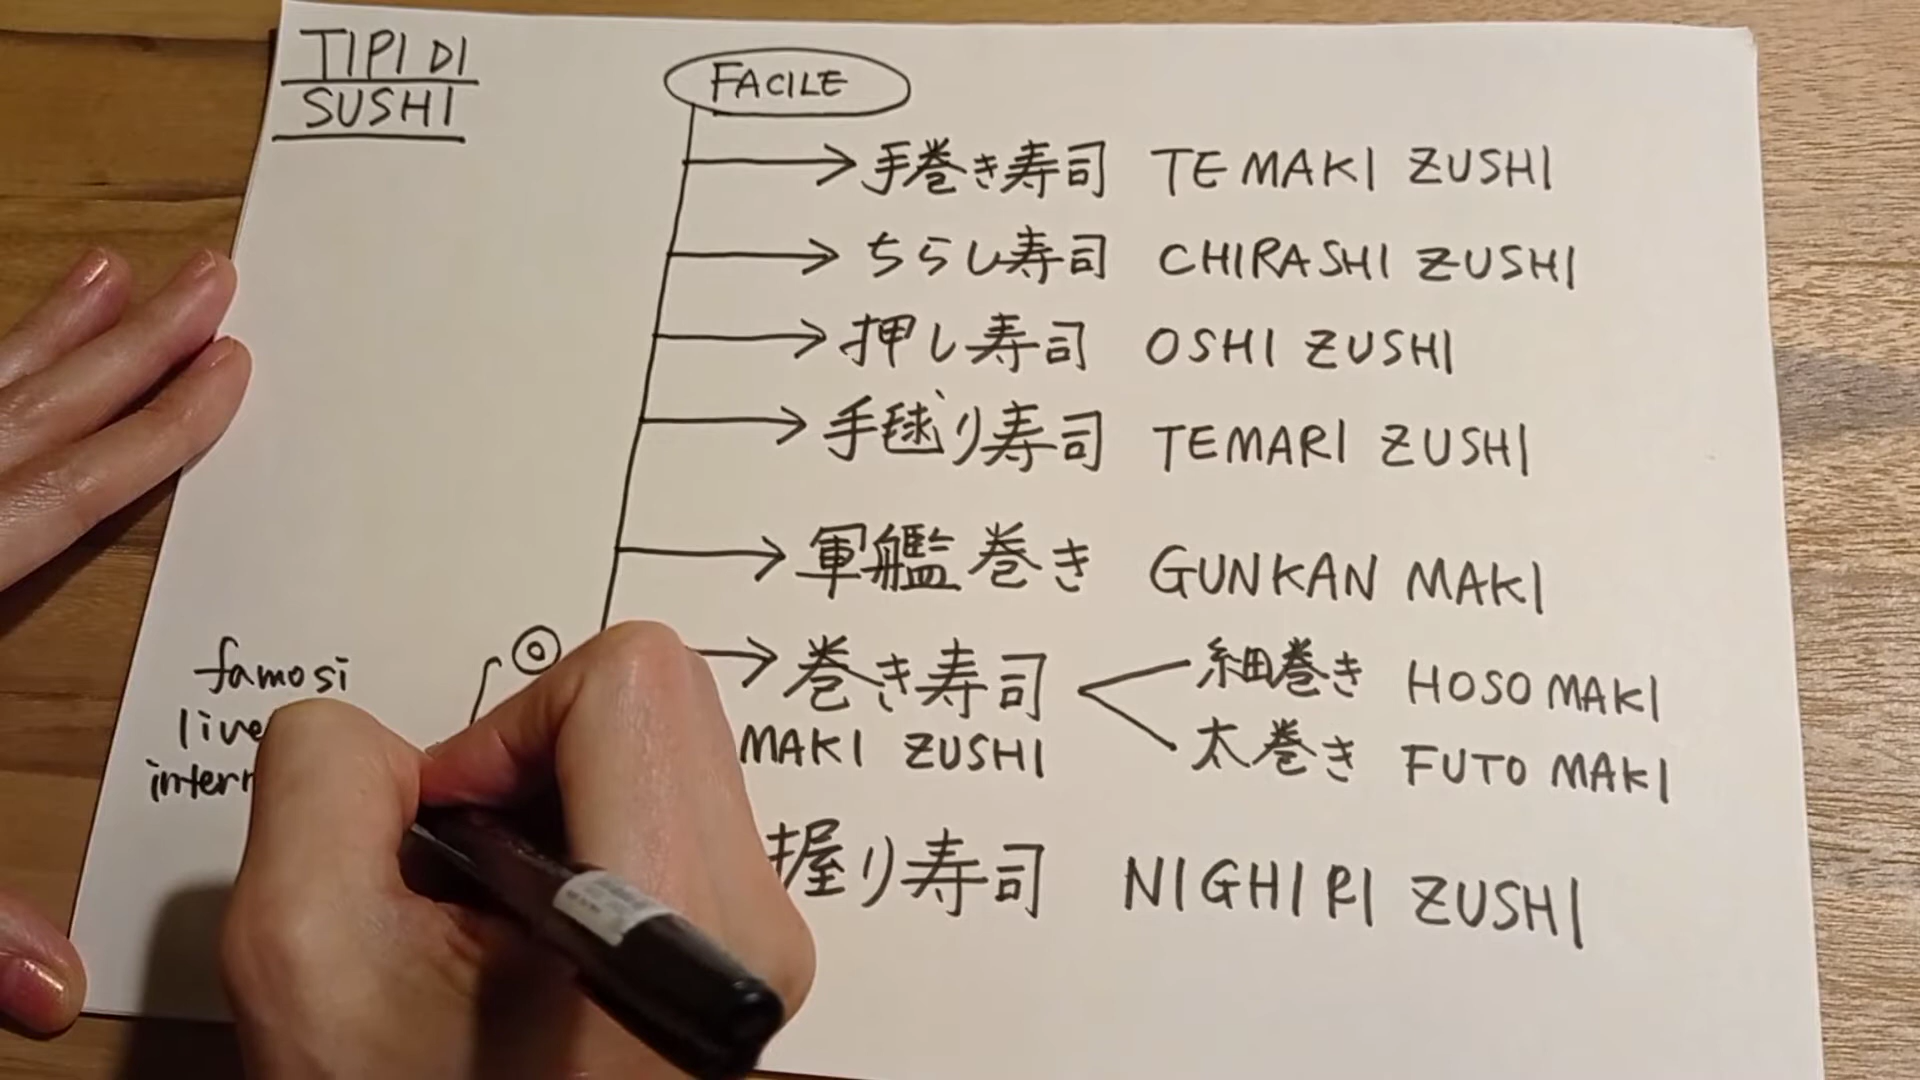 TIPI DI
SUSHI
FACILE
手巻き寿司 TEMAKI ZUSHI
ちらし寿司 CHIRASHI ZUSHI
押し寿司 OSHI ZUSHI
手毬り寿司 TEMARI ZUSHI
軍艦巻き GUNKAN MAKI
巻き寿司
MAKI ZUSHI
細巻き HOSOMAKI
太巻き FUTO MAKI
握り寿司 NIGHIRI ZUSHI
famosi